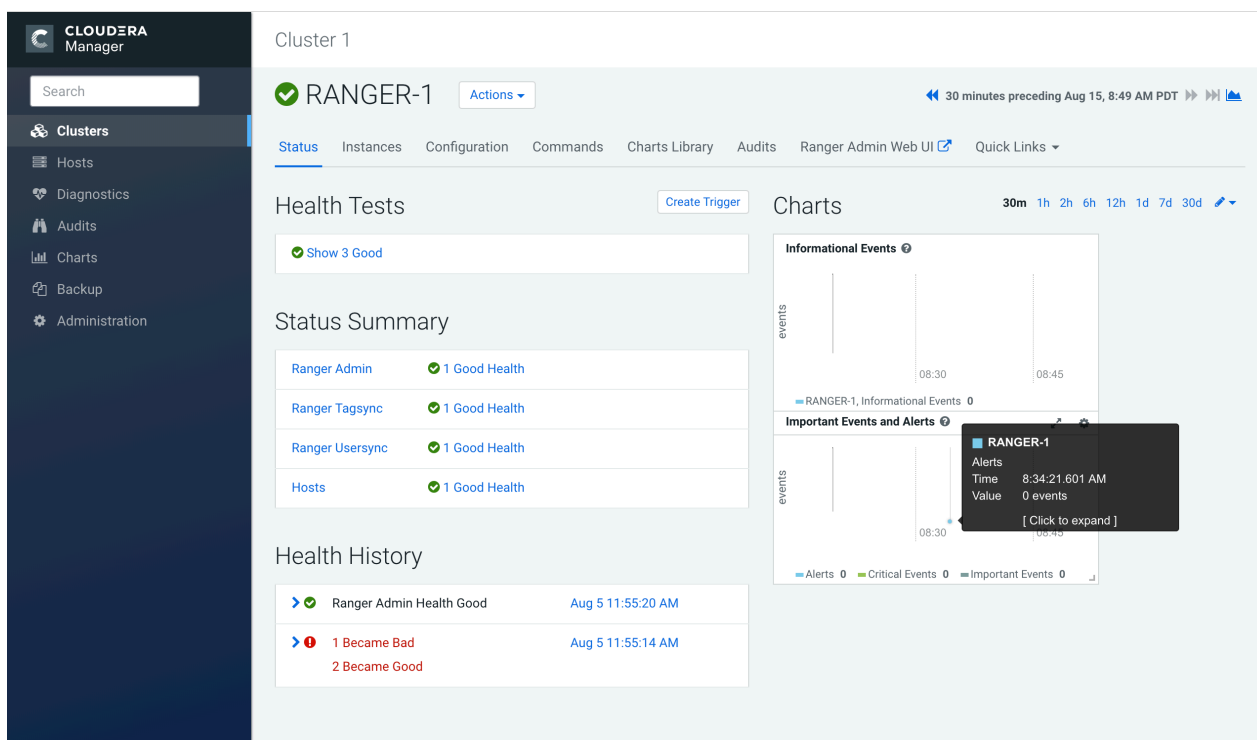 CLOUDERA
Manager
Search
Clusters
Hosts
Diagnostics
Audits
Charts
Backup
Administration
Cluster 1
RANGER-1
Actions
30 minutes preceding Aug 15, 8:49 AM PDT
Status Instances Configuration Commands Charts Library Audits Ranger Admin Web UI Quick Links
Health Tests
Create Trigger
Show 3 Good
Status Summary
Ranger Admin 1 Good Health
Ranger Tagsync 1 Good Health
Ranger Usersync 1 Good Health
Hosts 1 Good Health
Health History
Ranger Admin Health Good Aug 5 11:55:20 AM
1 Became Bad Aug 5 11:55:14 AM
2 Became Good
Charts
30m 1h 2h 6h 12h 1d 7d 30d
Informational Events
events
08:30 08:45
RANGER-1, Informational Events 0
Important Events and Alerts
events
08:30 08:45
RANGER-1
Alerts
Time 8:34:21.601 AM
Value 0 events
[ Click to expand ]
Alerts 0 Critical Events 0 Important Events 0